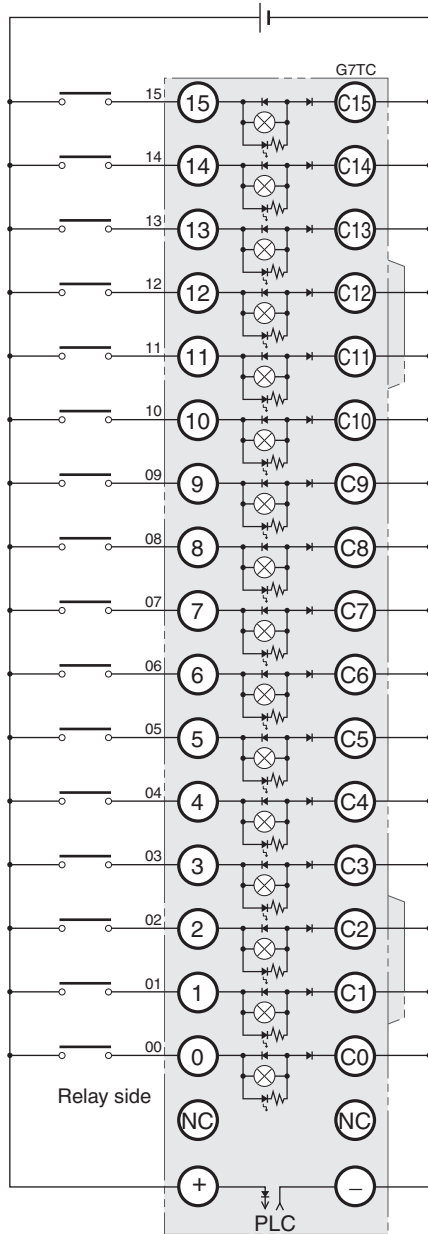 G7TC
15 15 C15
14 14 C14
13 13 C13
12 12 C12
11 11 C11
10 10 C10
09 9 C9
08 8 C8
07 7 C7
06 6 C6
05 5 C5
04 4 C4
03 3 C3
02 2 C2
01 1 C1
00 0 C0
Relay side
NC NC
+ −
PLC